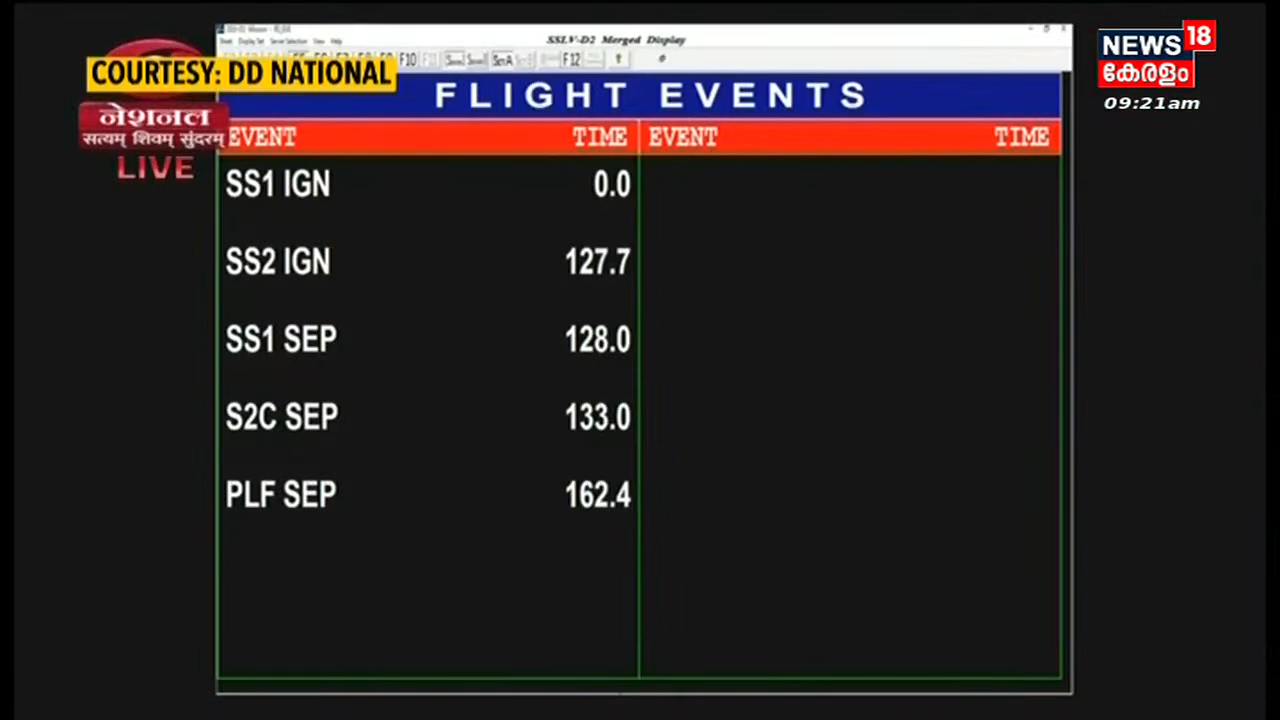 SSLV-D2 Merged Display
F10
F12
COURTESY: DD NATIONAL
NEWS 18
കേരളം
09:21am
नेशनल
सत्यम् शिवम् सुंदरम्
LIVE
FLIGHT EVENTS
EVENT TIME EVENT TIME
SS1 IGN 0.0
SS2 IGN 127.7
SS1 SEP 128.0
S2C SEP 133.0
PLF SEP 162.4